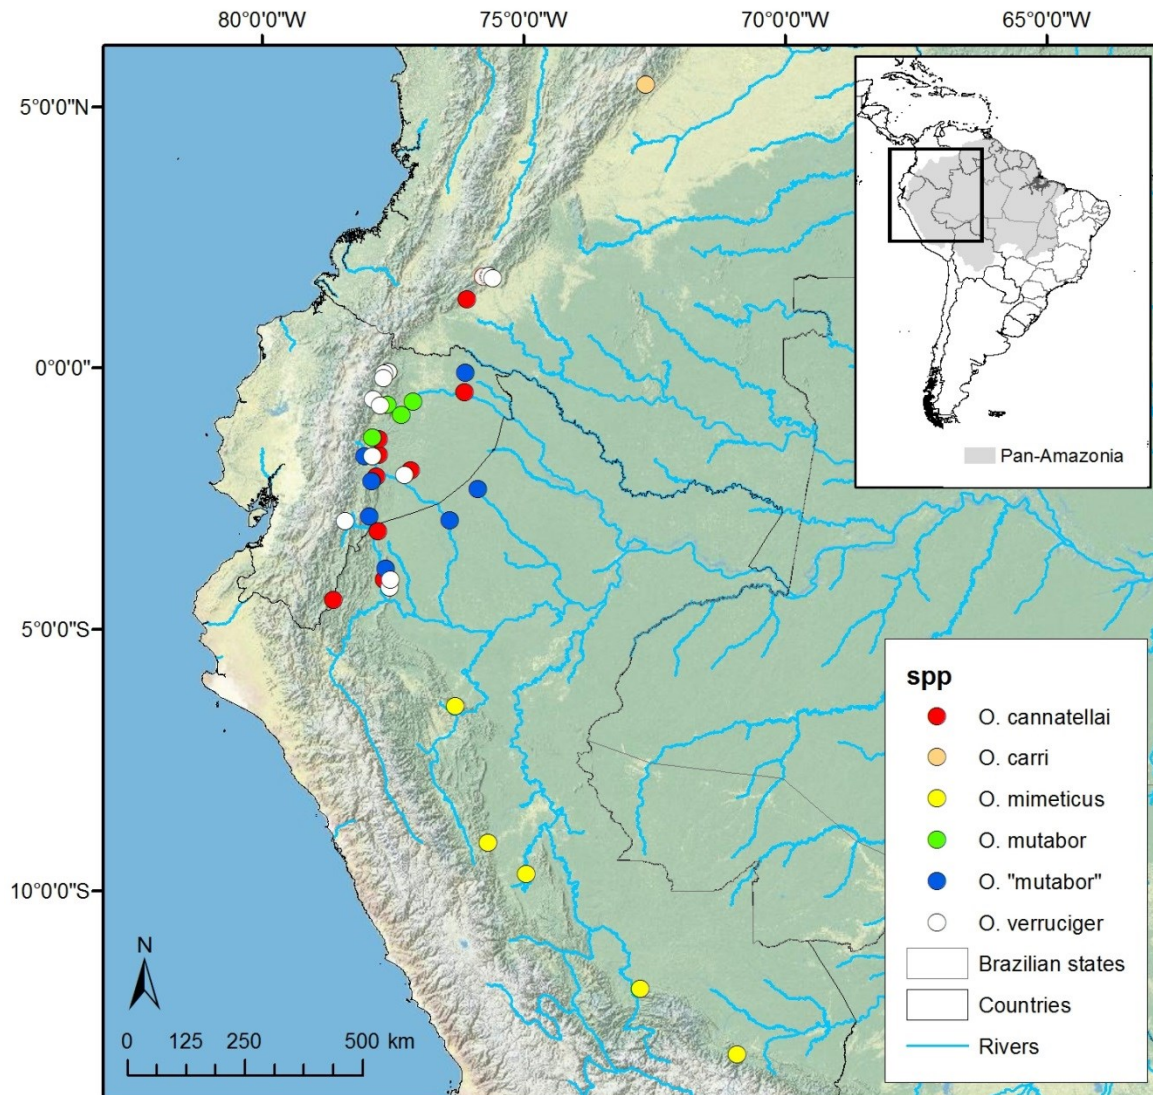 80°0'0"W 75°0'0"W 70°0'0"W 65°0'0"W
5°0'0"N
0°0'0"
5°0'0"S
10°0'0"S
Pan-Amazonia
spp
O. cannatellai
O. carri
O. mimeticus
O. mutabor
O. "mutabor"
O. verruciger
Brazilian states
Countries
Rivers
N
0 125 250 500 km